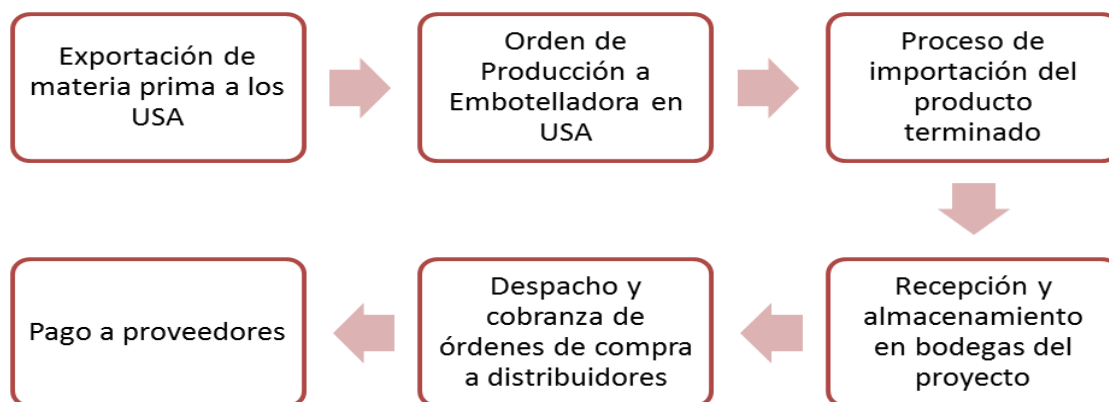 Exportación de
materia prima a los
USA
Orden de
Producción a
Embotelladora en
USA
Proceso de
importación del
producto
terminado
Recepción y
almacenamiento
en bodegas del
proyecto
Despacho y
cobranza de
órdenes de compra
a distribuidores
Pago a proveedores